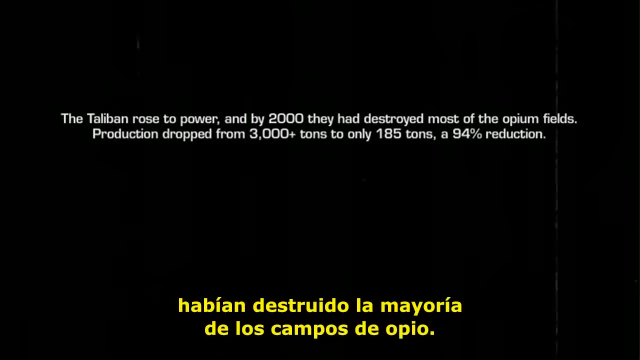 The Taliban rose to power, and by 2000 they had destroyed most of the opium fields.
Production dropped from 3,000+ tons to only 185 tons, a 94% reduction.
habían destruido la mayoría
de los campos de opio.